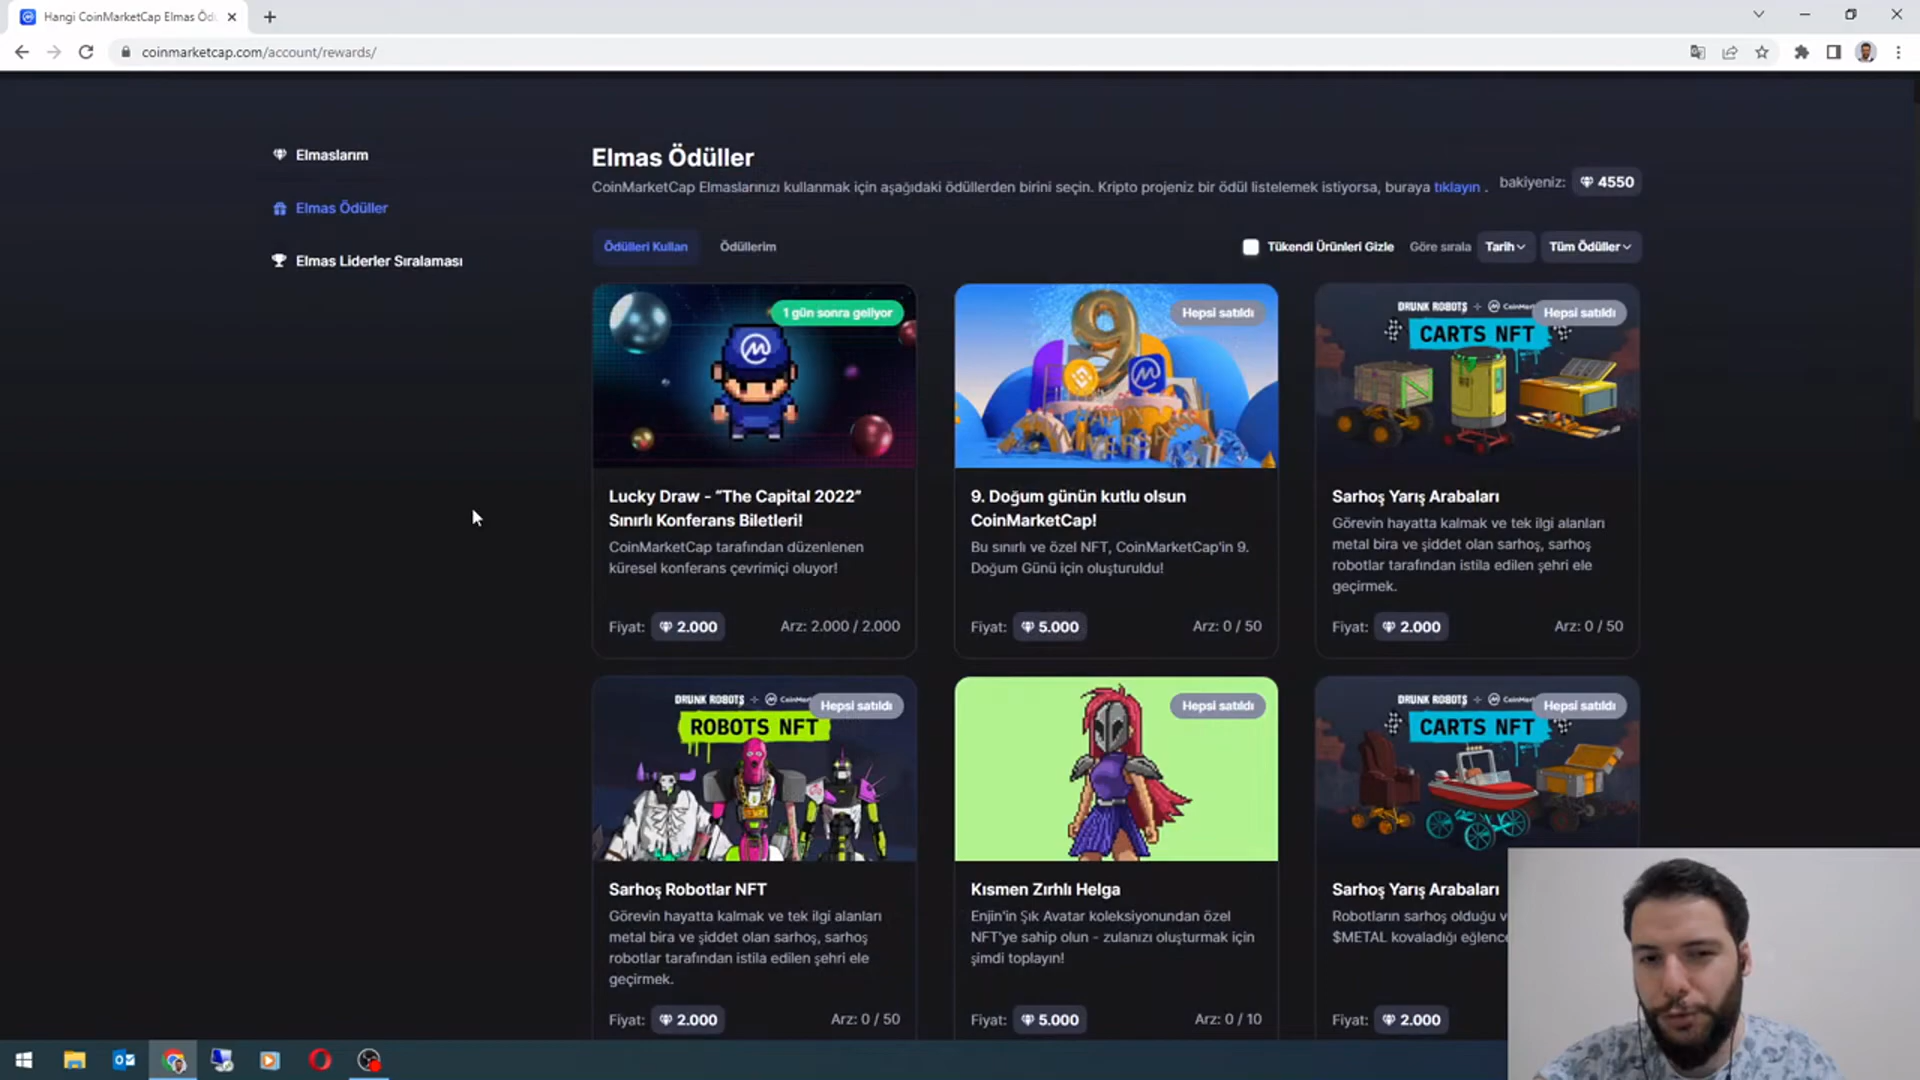 Hangi CoinMarketCap Elmas Öd
coinmarketcap.com/account/rewards/
Elmaslarım
Elmas Ödüller
Elmas Liderler Sıralaması
Elmas Ödüller
CoinMarketCap Elmaslarınızı kullanmak için aşağıdaki ödüllerden birini seçin. Kripto projeniz bir ödül listelemek istiyorsa, buraya tıklayın .
bakiyeniz: 4550
Ödülleri Kullan
Ödüllerim
Tükendi Ürünleri Gizle
Göre sırala
Tarih
Tüm Ödüller
1 gün sonra geliyor
Lucky Draw - "The Capital 2022"
Sınırlı Konferans Biletleri!
CoinMarketCap tarafından düzenlenen
küresel konferans çevrimiçi oluyor!
Fiyat: 2.000
Arz: 2.000 / 2.000
Hepsi satıldı
9
9. Doğum günün kutlu olsun
CoinMarketCap!
Bu sınırlı ve özel NFT, CoinMarketCap'in 9.
Doğum Günü için oluşturuldu!
Fiyat: 5.000
Arz: 0 / 50
DRUNK ROBOTS + CoinMar
Hepsi satıldı
CARTS NFT
Sarhoş Yarış Arabaları
Görevin hayatta kalmak ve tek ilgi alanları
metal bira ve şiddet olan sarhoş, sarhoş
robotlar tarafından istila edilen şehri ele
geçirmek.
Fiyat: 2.000
Arz: 0 / 50
DRUNK ROBOTS + CoinMar
Hepsi satıldı
ROBOTS NFT
Sarhoş Robotlar NFT
Görevin hayatta kalmak ve tek ilgi alanları
metal bira ve şiddet olan sarhoş, sarhoş
robotlar tarafından istila edilen şehri ele
geçirmek.
Fiyat: 2.000
Arz: 0 / 50
Hepsi satıldı
Kısmen Zırhlı Helga
Enjin'in Şık Avatar koleksiyonundan özel
NFT'ye sahip olun - zulanızı oluşturmak için
şimdi toplayın!
Fiyat: 5.000
Arz: 0 / 10
DRUNK ROBOTS + CoinMar
Hepsi satıldı
CARTS NFT
Sarhoş Yarış Arabaları
Robotların sarhoş olduğu v
$METAL kovaladığı eğlence
Fiyat: 2.000